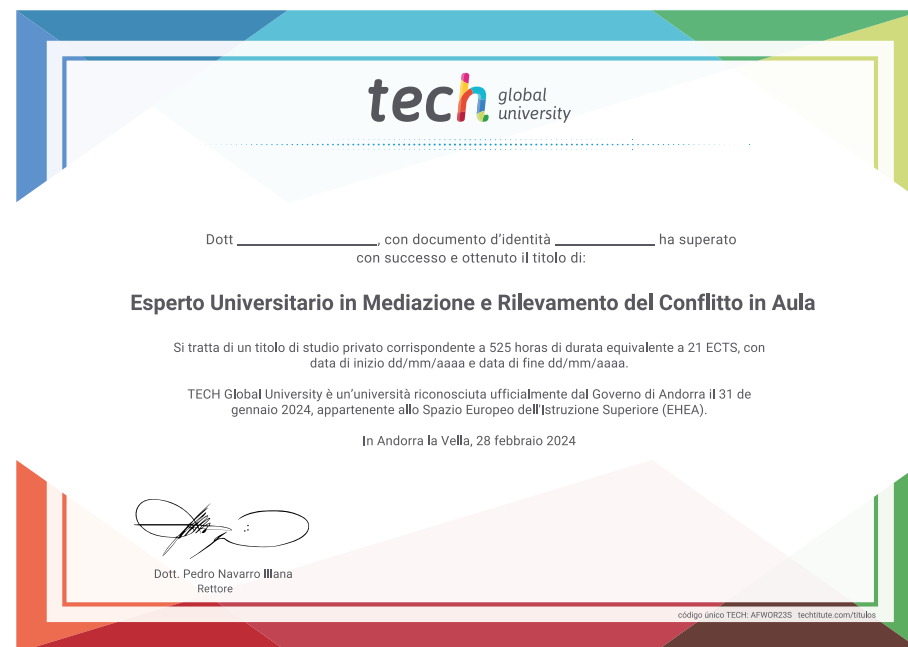 tech global university
Dott ____________, con documento d'identità ____________ ha superato
con successo e ottenuto il titolo di:
Esperto Universitario in Mediazione e Rilevamento del Conflitto in Aula
Si tratta di un titolo di studio privato corrispondente a 525 horas di durata equivalente a 21 ECTS, con
data di inizio dd/mm/aaaa e data di fine dd/mm/aaaa.
TECH Global University è un'università riconosciuta ufficialmente dal Governo di Andorra il 31 de
gennaio 2024, appartenente allo Spazio Europeo dell'Istruzione Superiore (EHEA).
In Andorra la Vella, 28 febbraio 2024
Dott. Pedro Navarro Illana
Rettore
código único TECH: AFWOR23S techtitute.com/titulos